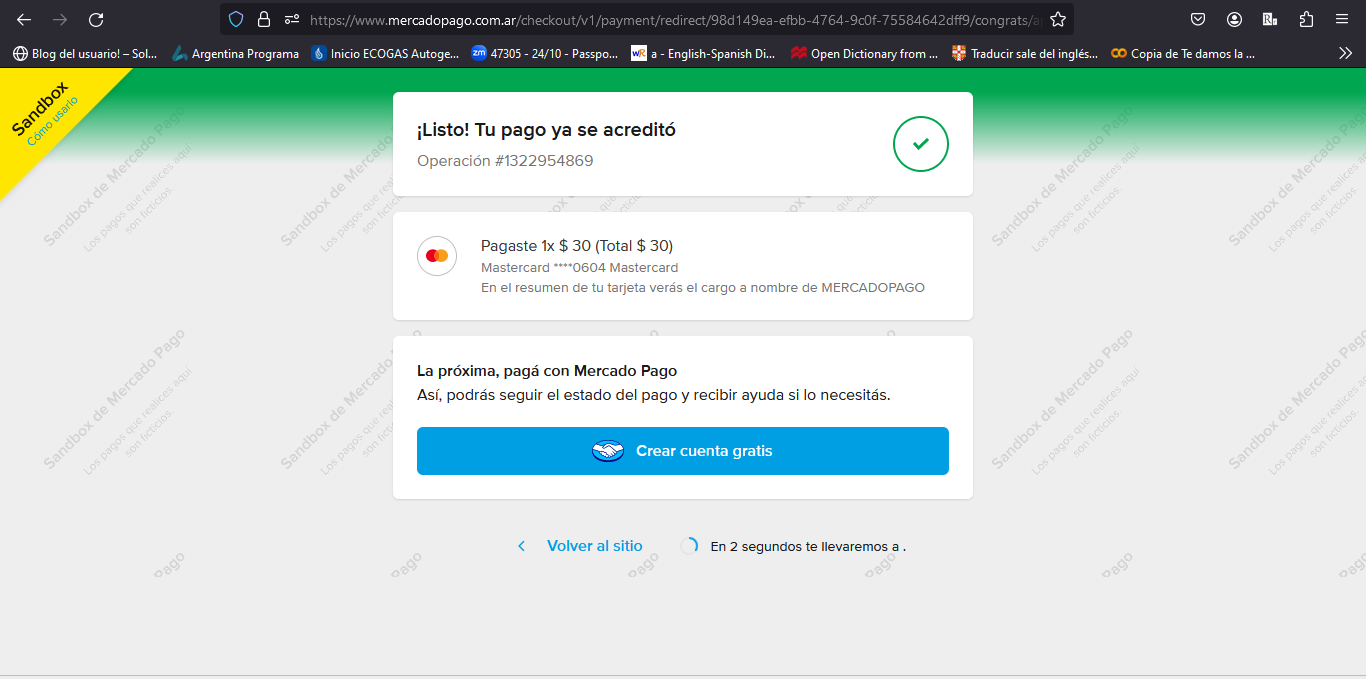 https://www.mercadopago.com.ar/checkout/v1/payment/redirect/98d149ea-efbb-4764-9c0f-75584642dff9/congrats/a
Blog del usuario! – Sol... Argentina Programa Inicio ECOGAS Autoge... zm 47305 - 24/10 - Passpo... WR a - English-Spanish Di... Open Dictionary from ... Traducir sale del inglés... Copia de Te damos la ...
Sandbox
Cómo usarlo
¡Listo! Tu pago ya se acreditó
Operación #1322954869
Pagaste 1x $ 30 (Total $ 30)
Mastercard ****0604 Mastercard
En el resumen de tu tarjeta verás el cargo a nombre de MERCADOPAGO
La próxima, pagá con Mercado Pago
Así, podrás seguir el estado del pago y recibir ayuda si lo necesitás.
Crear cuenta gratis
Volver al sitio
En 2 segundos te llevaremos a .
Sandbox de Mercado Pago
Los pagos que realices aquí
son ficticios.